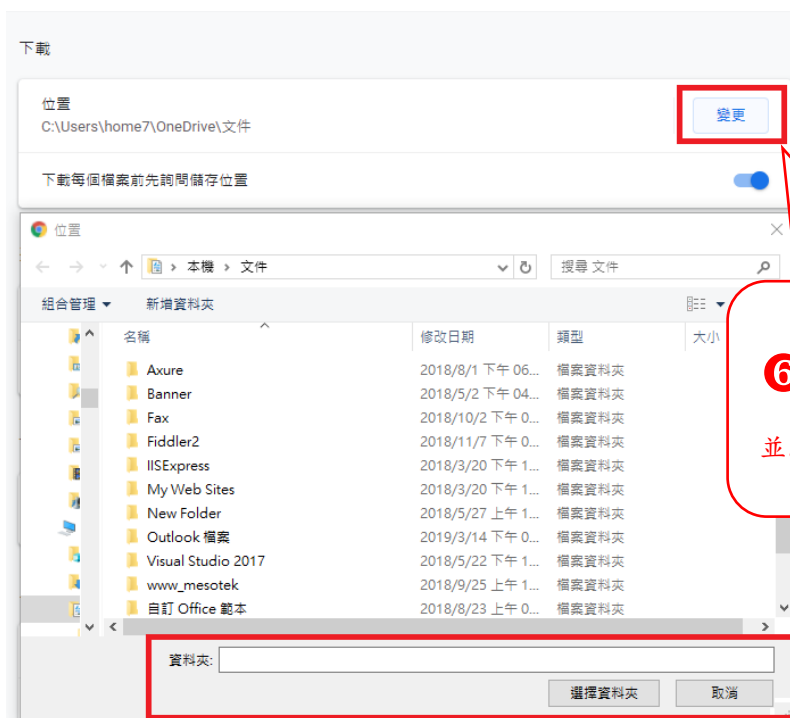 下載
位置
C:\Users\home7\OneDrive\文件
變更
下載每個檔案前先詢問儲存位置
位置
本機 › 文件
搜尋 文件
組合管理 新增資料夾
名稱 修改日期 類型 大小
Axure 2018/8/1 下午 06... 檔案資料夾
Banner 2018/5/2 下午 04... 檔案資料夾
Fax 2018/10/2 下午 0... 檔案資料夾
Fiddler2 2018/11/7 下午 0... 檔案資料夾
IISExpress 2018/3/20 下午 1... 檔案資料夾
My Web Sites 2018/3/20 下午 1... 檔案資料夾
New Folder 2018/5/27 上午 1... 檔案資料夾
Outlook 檔案 2019/3/14 下午 0... 檔案資料夾
Visual Studio 2017 2018/5/22 下午 1... 檔案資料夾
www_mesotek 2018/9/25 上午 1... 檔案資料夾
自訂 Office 範本 2018/8/23 上午 0... 檔案資料夾
❻
並
資料夾:
選擇資料夾 取消